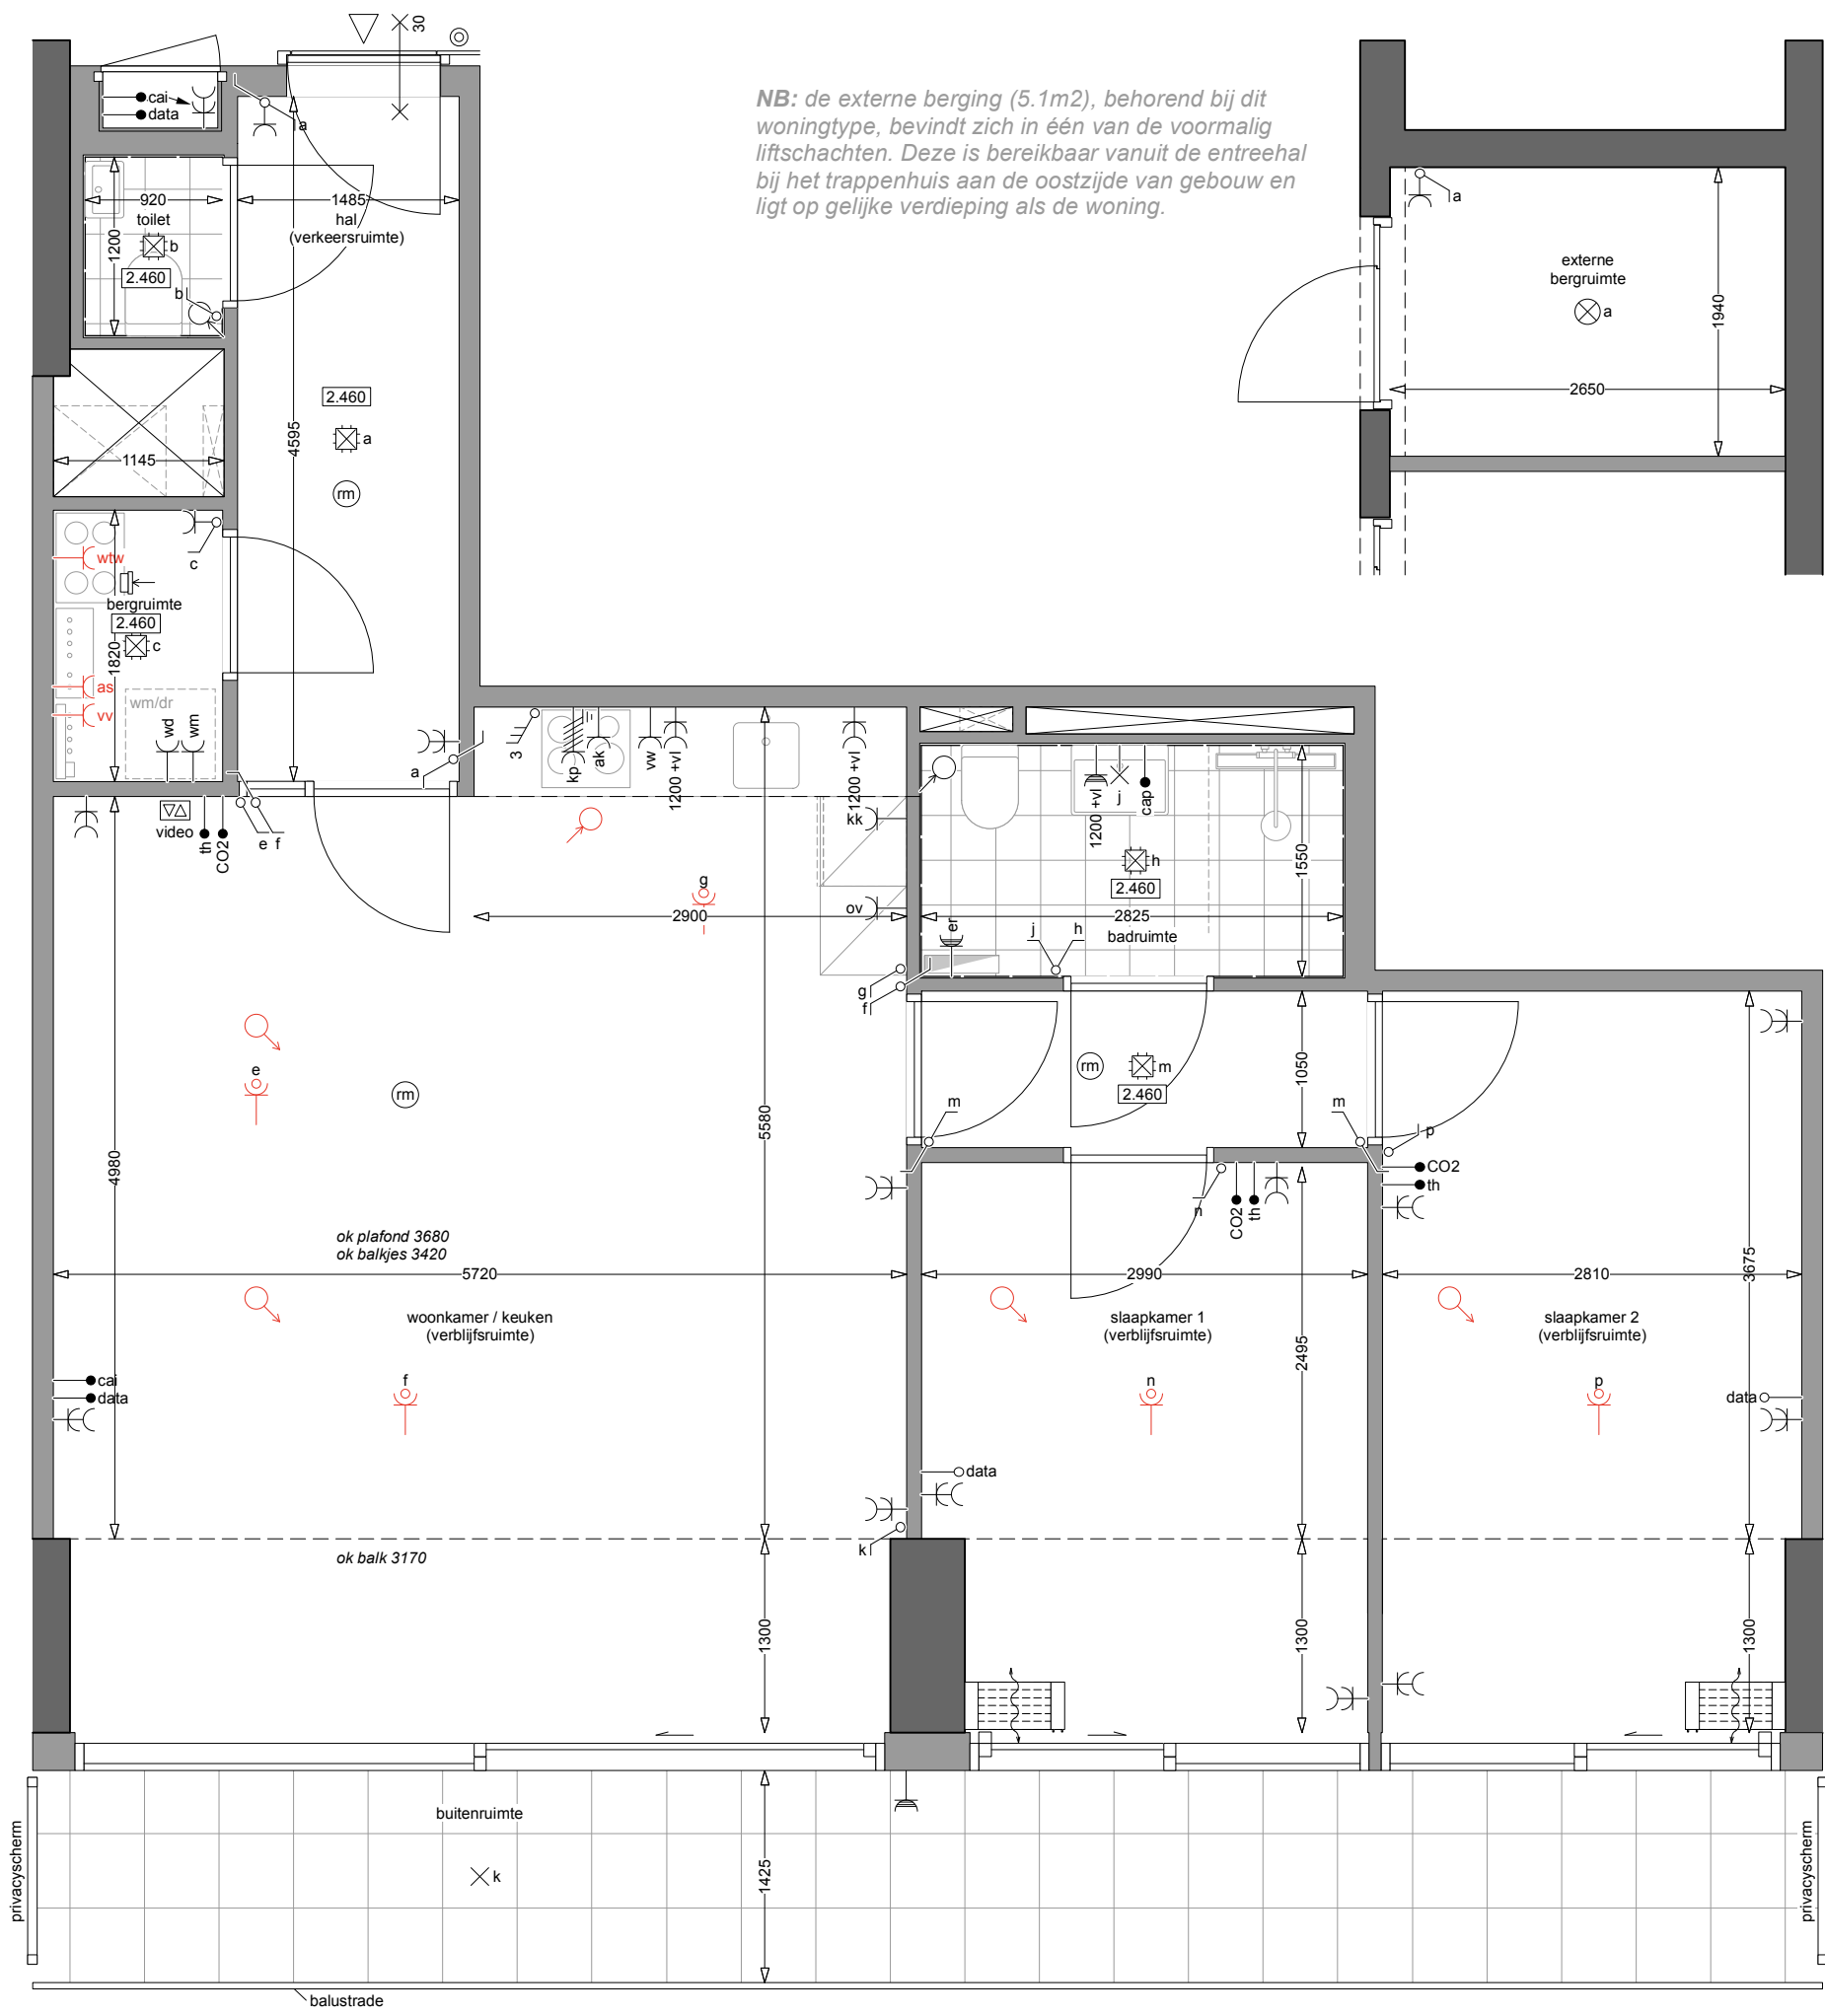 30
cai
data
a
NB: de externe berging (5.1m2), behorend bij dit
woningtype, bevindt zich in één van de voormalig
liftschachten. Deze is bereikbaar vanuit de entreehal
bij het trappenhuis aan de oostzijde van gebouw en
ligt op gelijke verdieping als de woning.
a
920
toilet
1200
b
2.460
b
1485
hal
(verkeersruimte)
externe
bergruimte
a
1940
2650
2.460
a
4595
rm
1145
wtw
c
bergruimte
2.460
c
1820
as
vv
wm/dr
wd
wm
a
3
kp
ak
vw
1200 +vl
1200 +vl
kk
video
th
CO2
e f
g
2900
ov
1200 +vl
j
cap
h
2.460
1550
2825
badruimte
er
j
h
g
f
e
rm
5580
rm
m
2.460
1050
m
m
p
CO2
th
4980
n
CO2
th
ok plafond 3680
ok balkjes 3420
5720
2990
2810
3675
woonkamer / keuken
(verblijfsruimte)
slaapkamer 1
(verblijfsruimte)
slaapkamer 2
(verblijfsruimte)
2495
cai
data
f
n
p
data
data
k
ok balk 3170
1300
1300
1300
buitenruimte
privacyscherm
k
1425
privacyscherm
balustrade